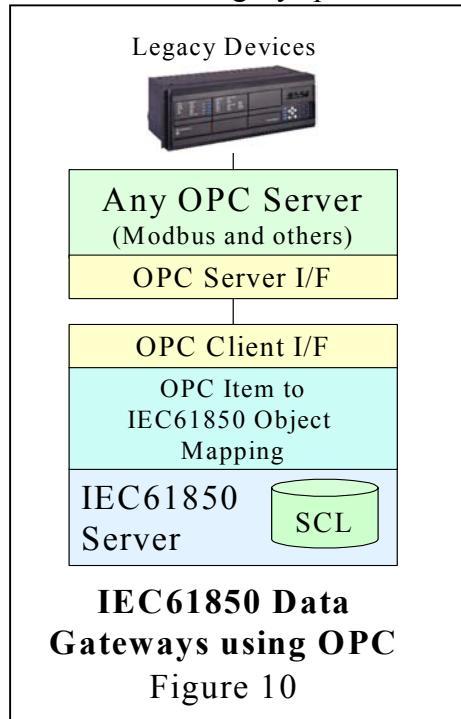 Legacy Devices
Any OPC Server
(Modbus and others)
OPC Server I/F
OPC Client I/F
OPC Item to
IEC61850 Object
Mapping
IEC61850
Server
SCL
IEC61850 Data
Gateways using OPC
Figure 10